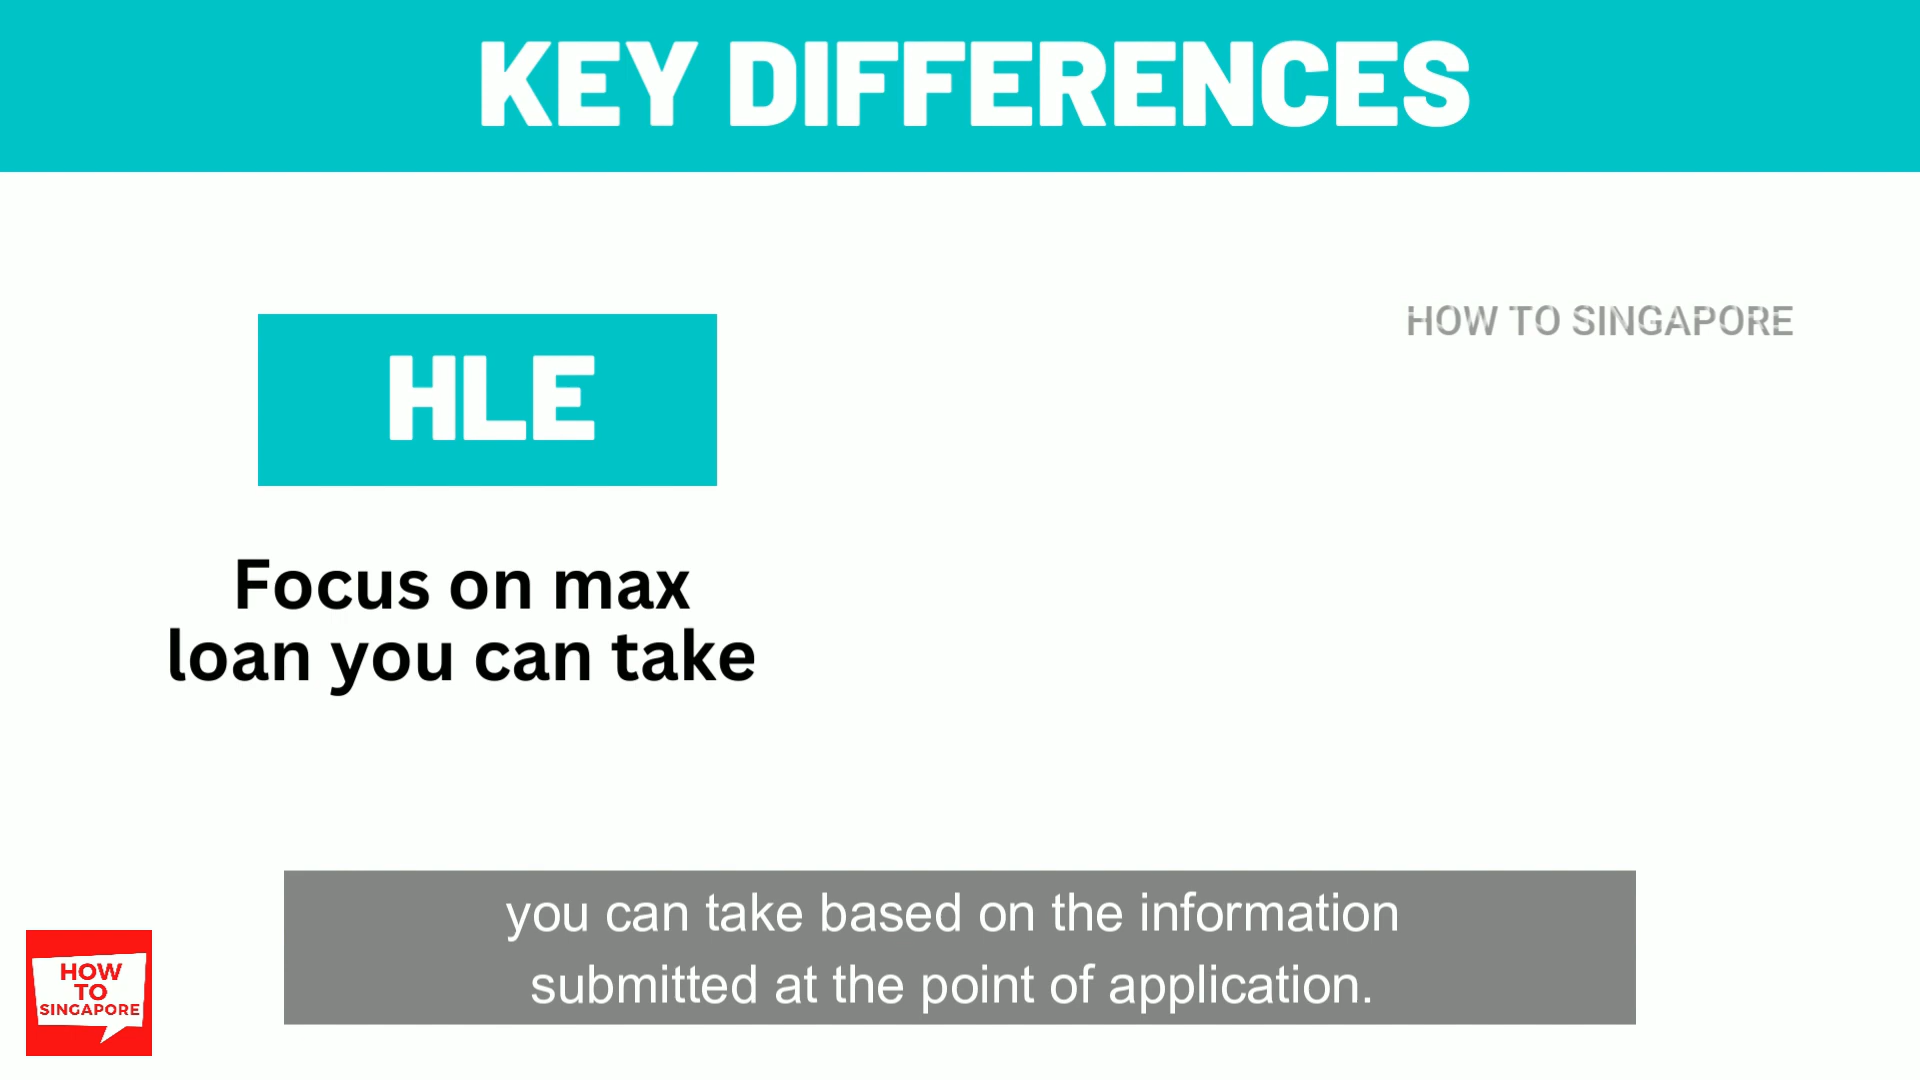 KEY DIFFERENCES
HOW TO SINGAPORE
HLE
Focus on max
loan you can take
you can take based on the information
submitted at the point of application.
HOW
TO
SINGAPORE